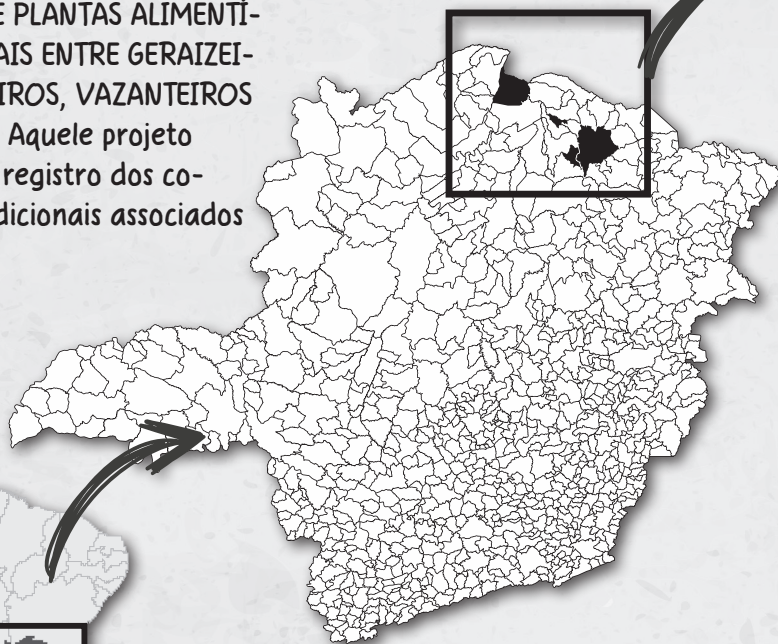 E PLANTAS ALIMENTÍ-
AIS ENTRE GERAIZEI-
IROS, VAZANTEIROS
Aquele projeto
registro dos co-
dicionais associados